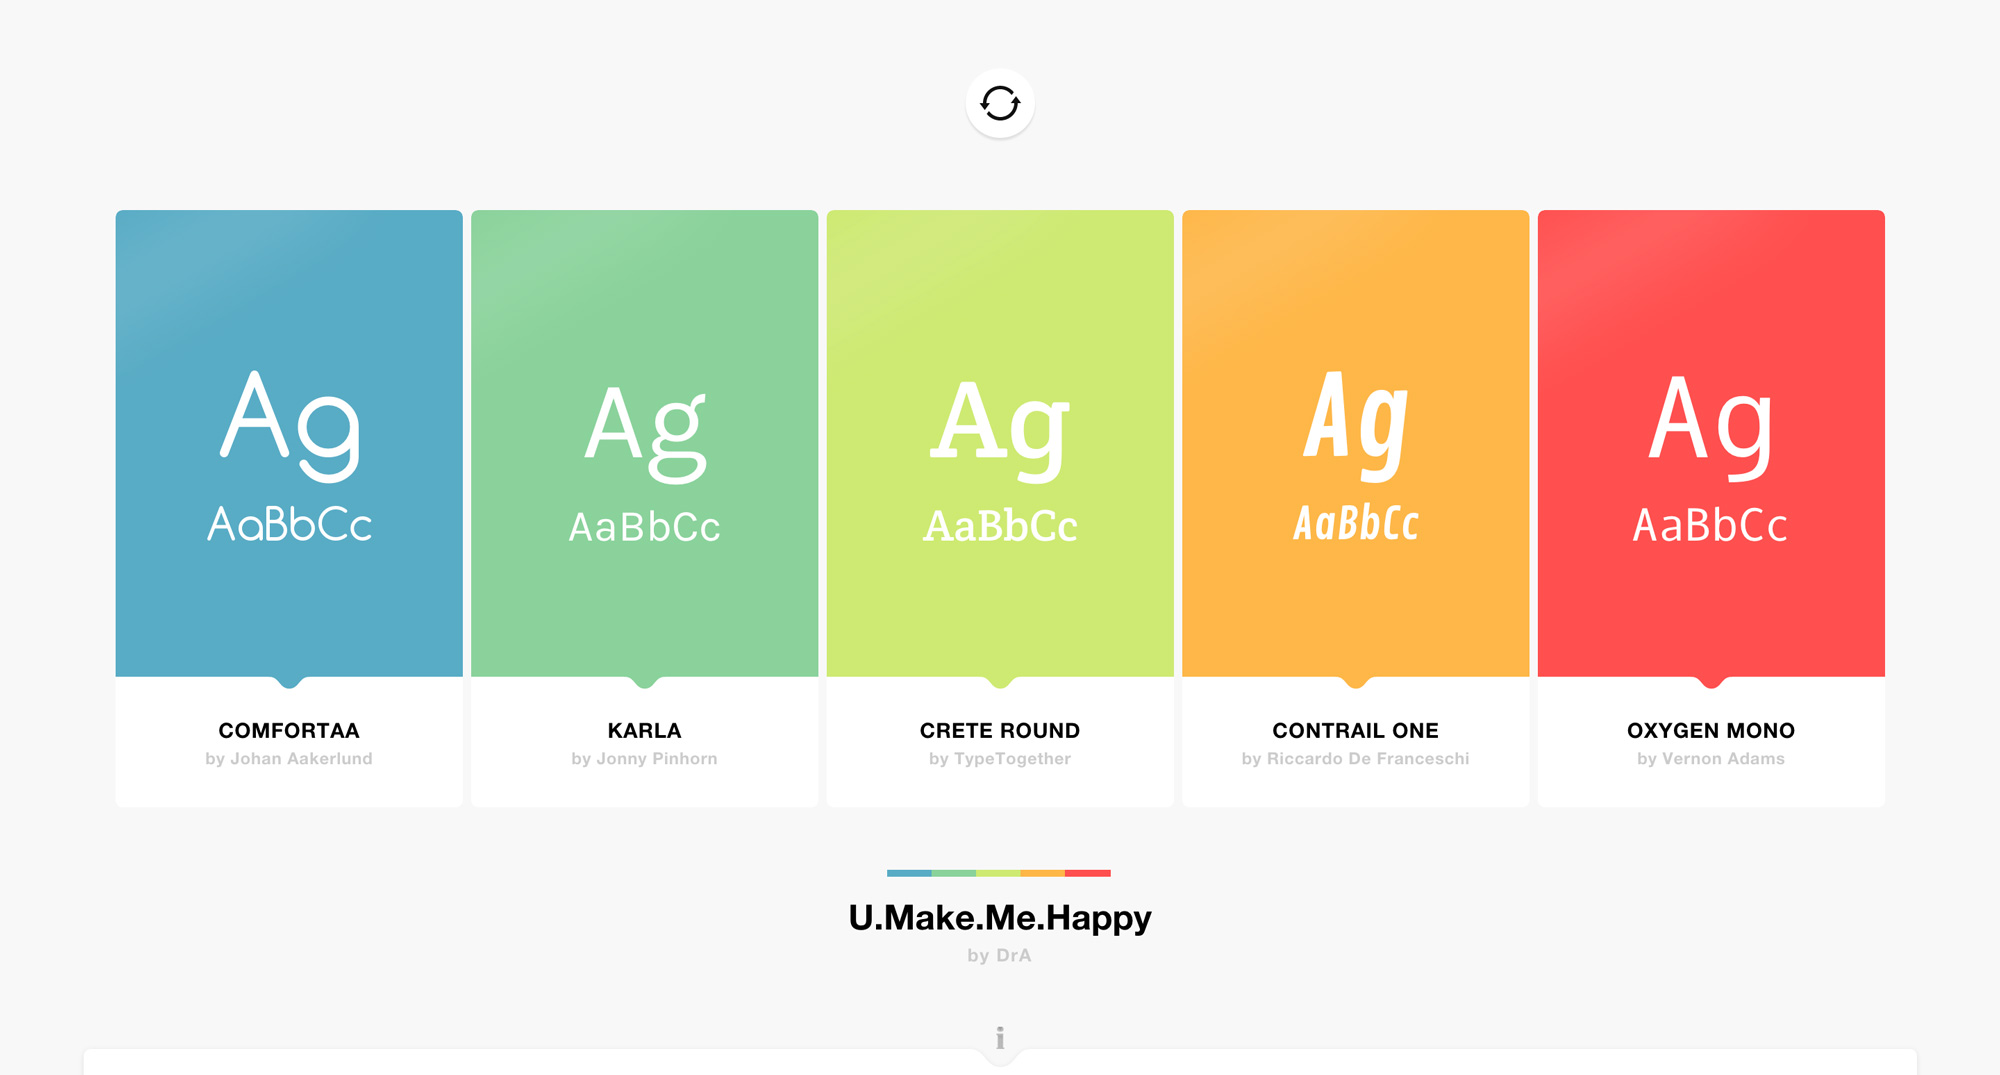 Ag
AaBbCc
COMFORTAA
by Johan Aakerlund
Ag
AaBbCc
KARLA
by Jonny Pinhorn
Ag
AaBbCc
CRETE ROUND
by TypeTogether
Ag
AaBbCc
CONTRAIL ONE
by Riccardo De Franceschi
Ag
AaBbCc
OXYGEN MONO
by Vernon Adams
U.Make.Me.Happy
by DrA
i